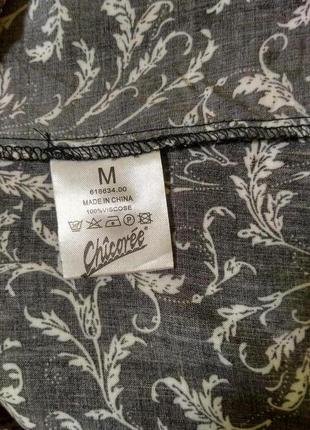 M
618634.00
MADE IN CHINA
100%VISCOSE
Chicorée®